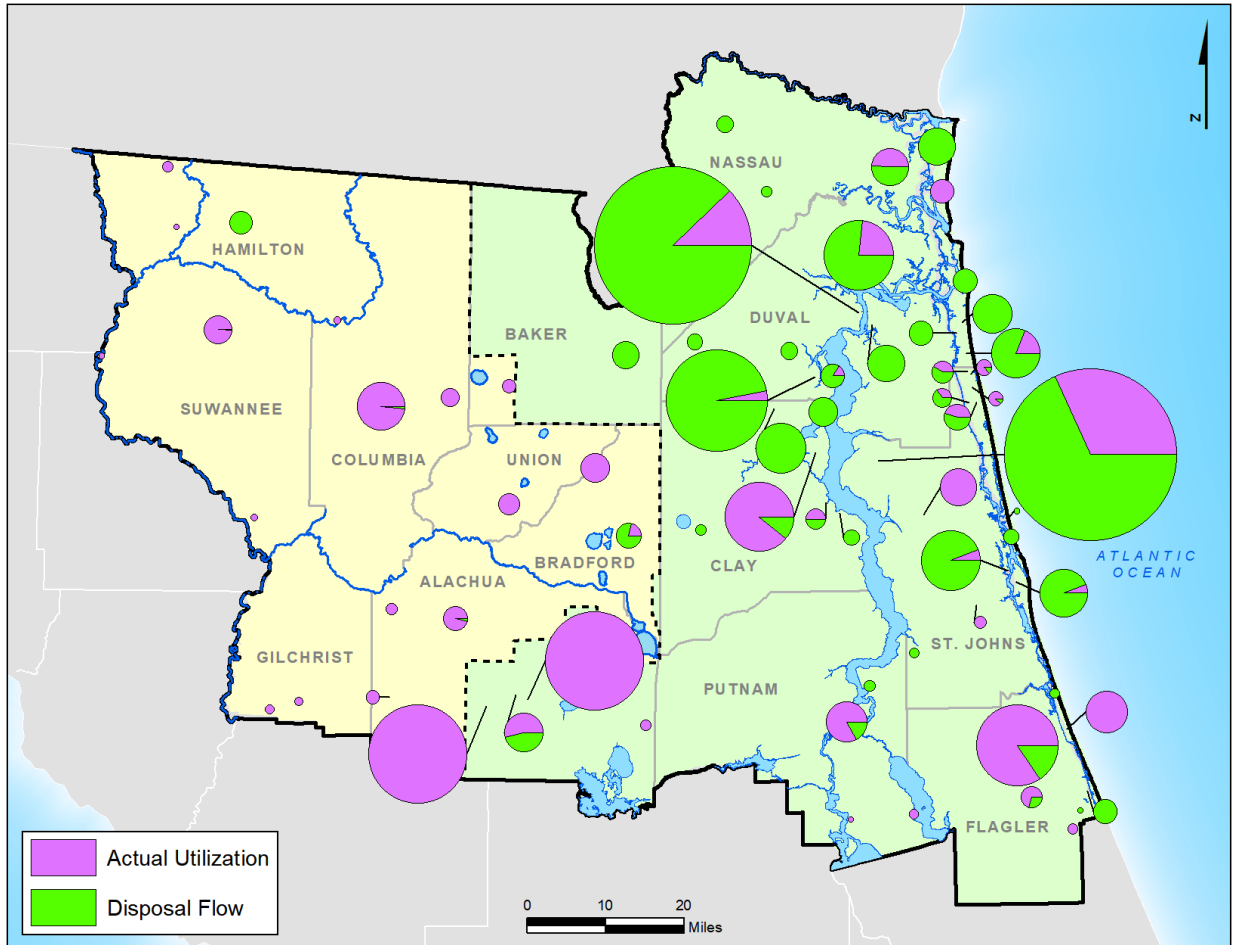 N
NASSAU
HAMILTON
DUVAL
BAKER
SUWANNEE
COLUMBIA
UNION
ATLANTIC
OCEAN
BRADFORD
CLAY
ALACHUA
GILCHRIST
ST. JOHNS
PUTNAM
FLAGLER
Actual Utilization
Disposal Flow
0 10 20
Miles